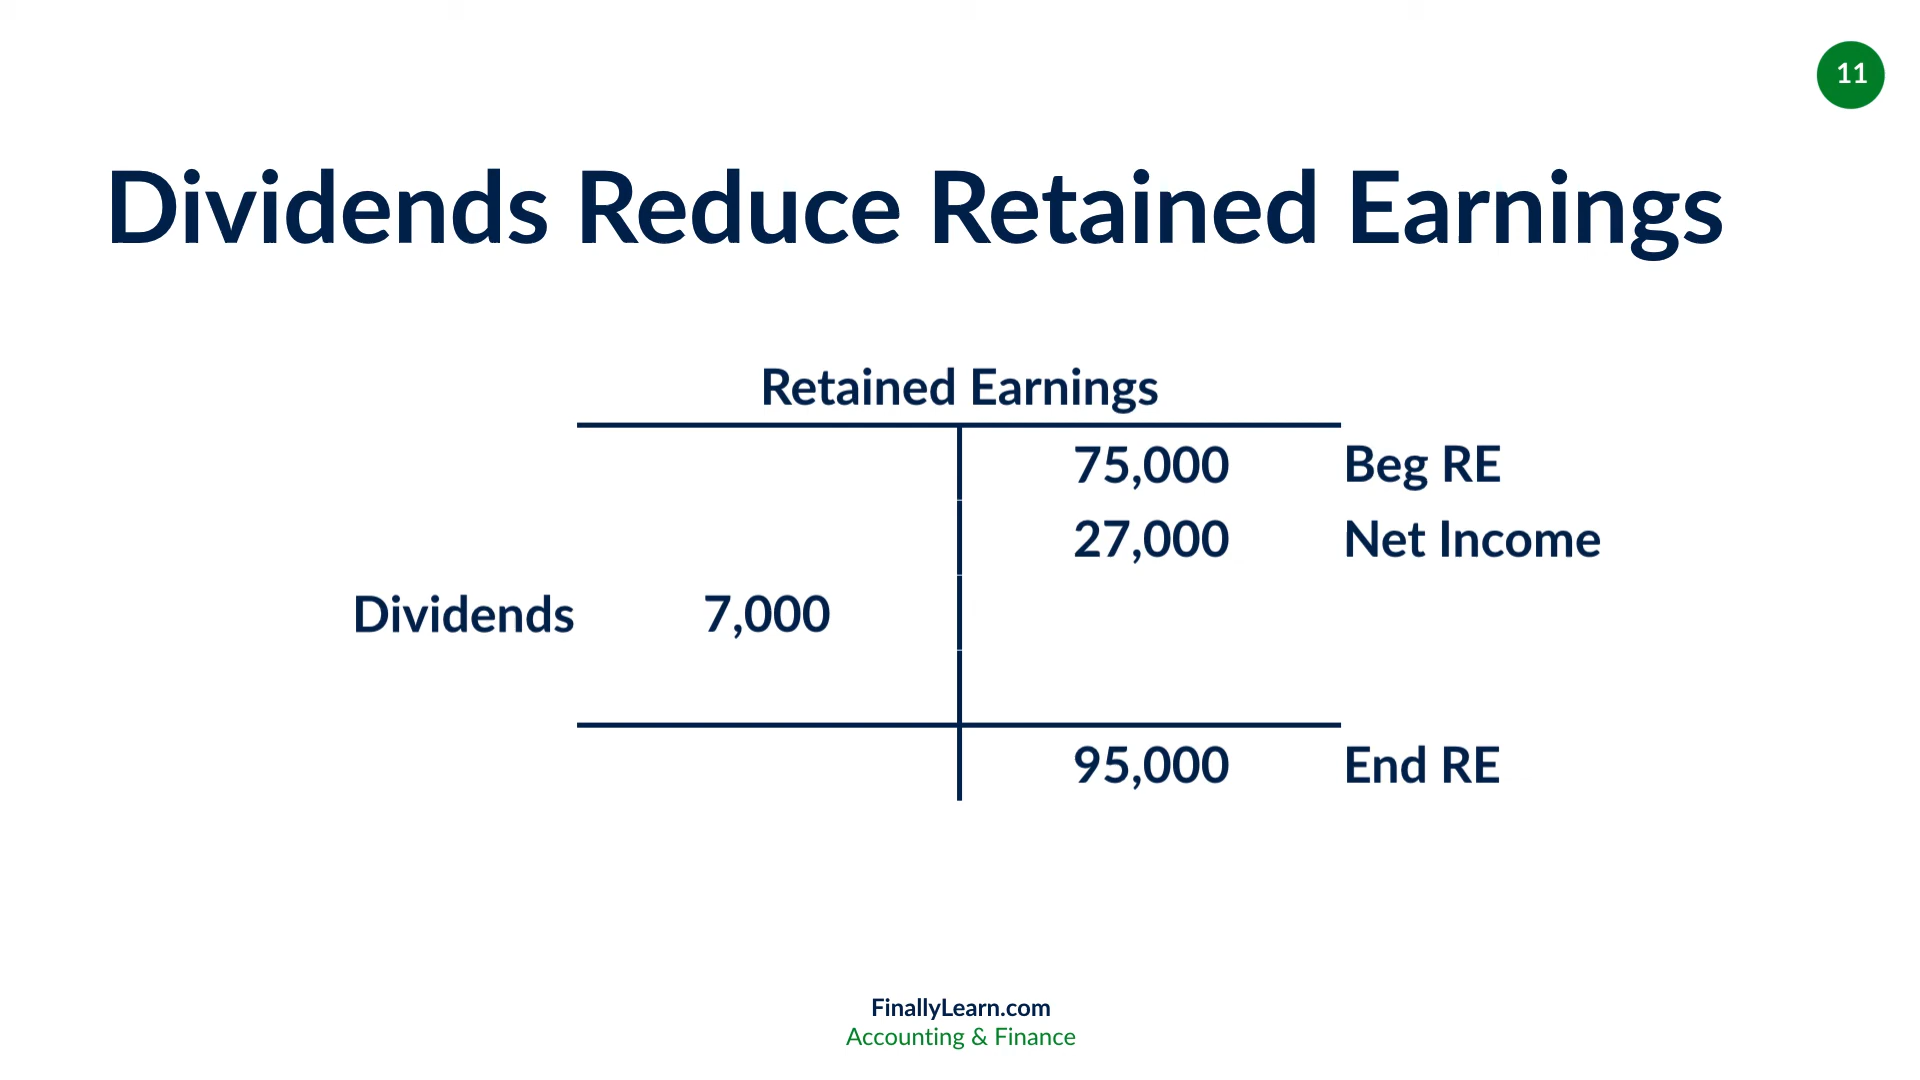 11
Dividends Reduce Retained Earnings
Retained Earnings
75,000 Beg RE
27,000 Net Income
Dividends 7,000
95,000 End RE
FinallyLearn.com
Accounting & Finance